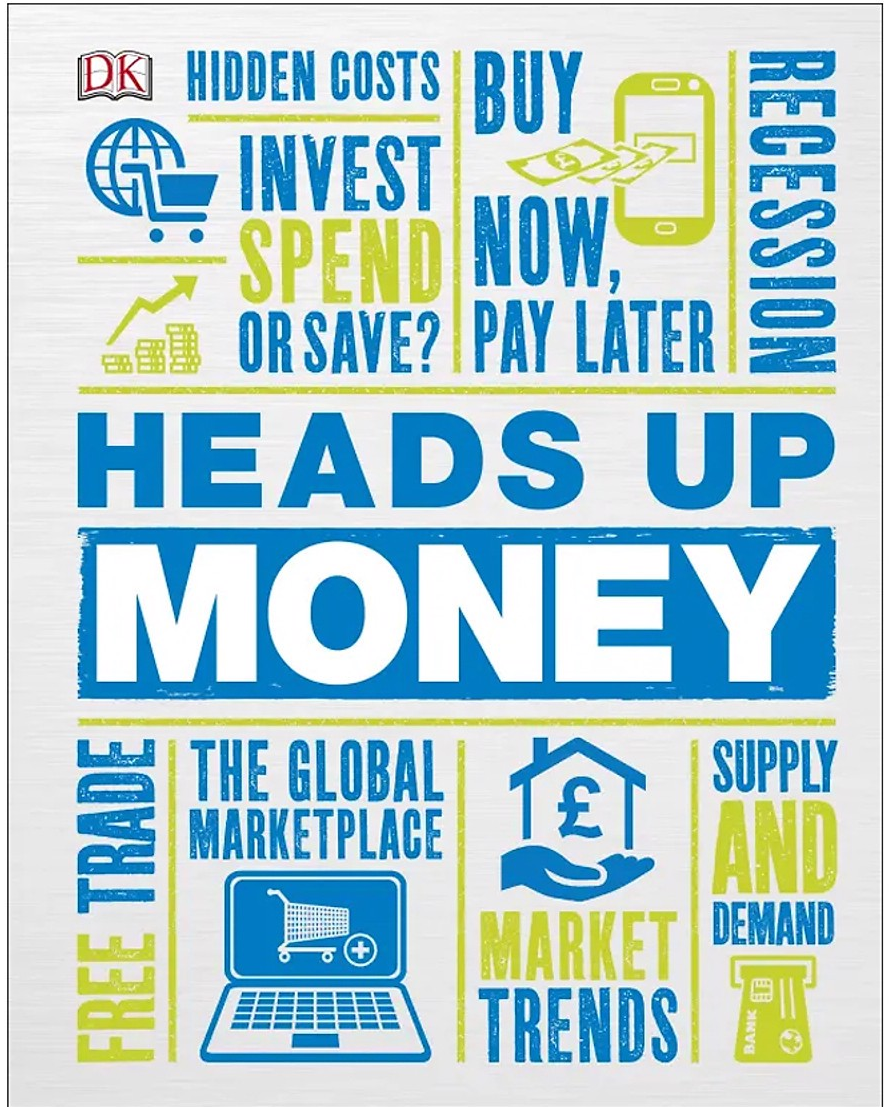 DK
HIDDEN COSTS
INVEST
SPEND
OR SAVE?
BUY
£
NOW,
PAY LATER
RECESSION
HEADS UP
MONEY
FREE TRADE
THE GLOBAL
MARKETPLACE
£
MARKET
TRENDS
SUPPLY
AND
DEMAND
BANK